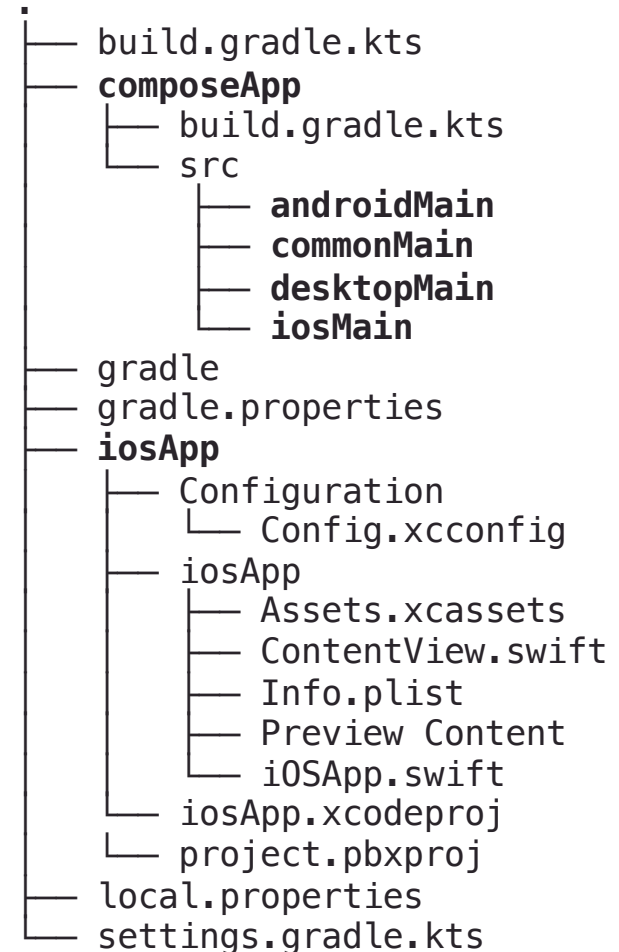 .
├── build.gradle.kts
├── composeApp
│   ├── build.gradle.kts
│   └── src
│       ├── androidMain
│       ├── commonMain
│       ├── desktopMain
│       └── iosMain
├── gradle
├── gradle.properties
├── iosApp
│   ├── Configuration
│   │   └── Config.xcconfig
│   ├── iosApp
│   │   ├── Assets.xcassets
│   │   ├── ContentView.swift
│   │   ├── Info.plist
│   │   ├── Preview Content
│   │   └── iOSApp.swift
│   └── iosApp.xcodeproj
│   └── project.pbxproj
├── local.properties
└── settings.gradle.kts